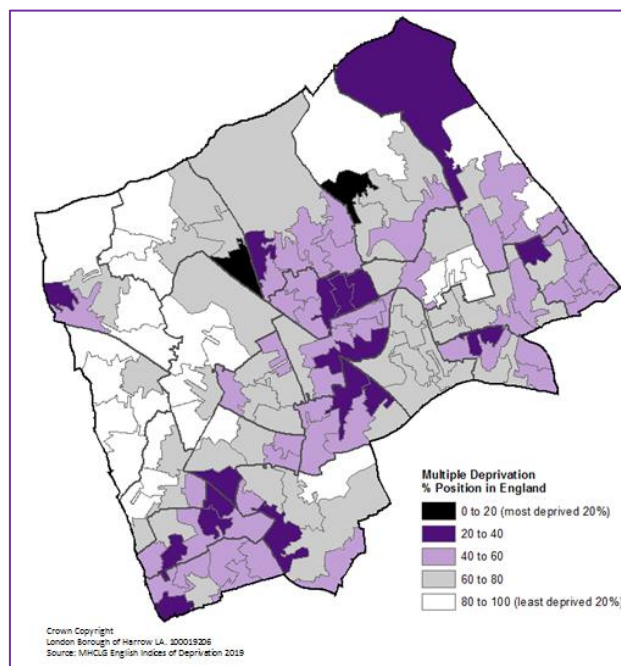 Multiple Deprivation
% Position in England
0 to 20 (most deprived 20%)
20 to 40
40 to 60
60 to 80
80 to 100 (least deprived 20%)
Crown Copyright
London Borough of Harrow LA. 100019206
Source: MHCLG English Indices of Deprivation 2019